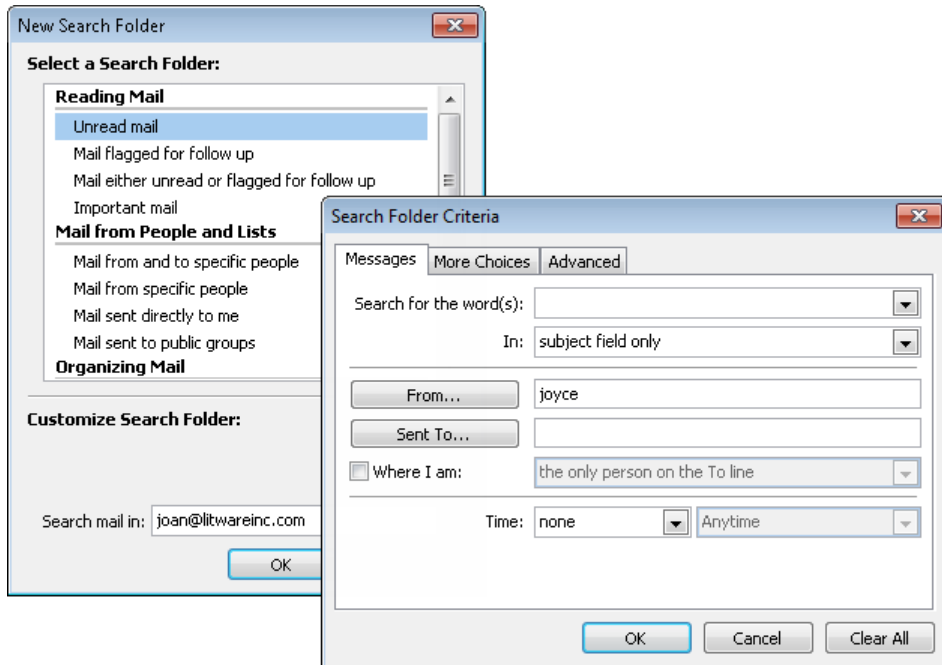 New Search Folder
Select a Search Folder:
Reading Mail
Unread mail
Mail flagged for follow up
Mail either unread or flagged for follow up
Important mail
Mail from People and Lists
Mail from and to specific people
Mail from specific people
Mail sent directly to me
Mail sent to public groups
Organizing Mail
Customize Search Folder:
Search mail in: joan@litwareinc.com
OK
Search Folder Criteria
Messages More Choices Advanced
Search for the word(s):
In: subject field only
From... joyce
Sent To...
Where I am: the only person on the To line
Time: none Anytime
OK Cancel Clear All